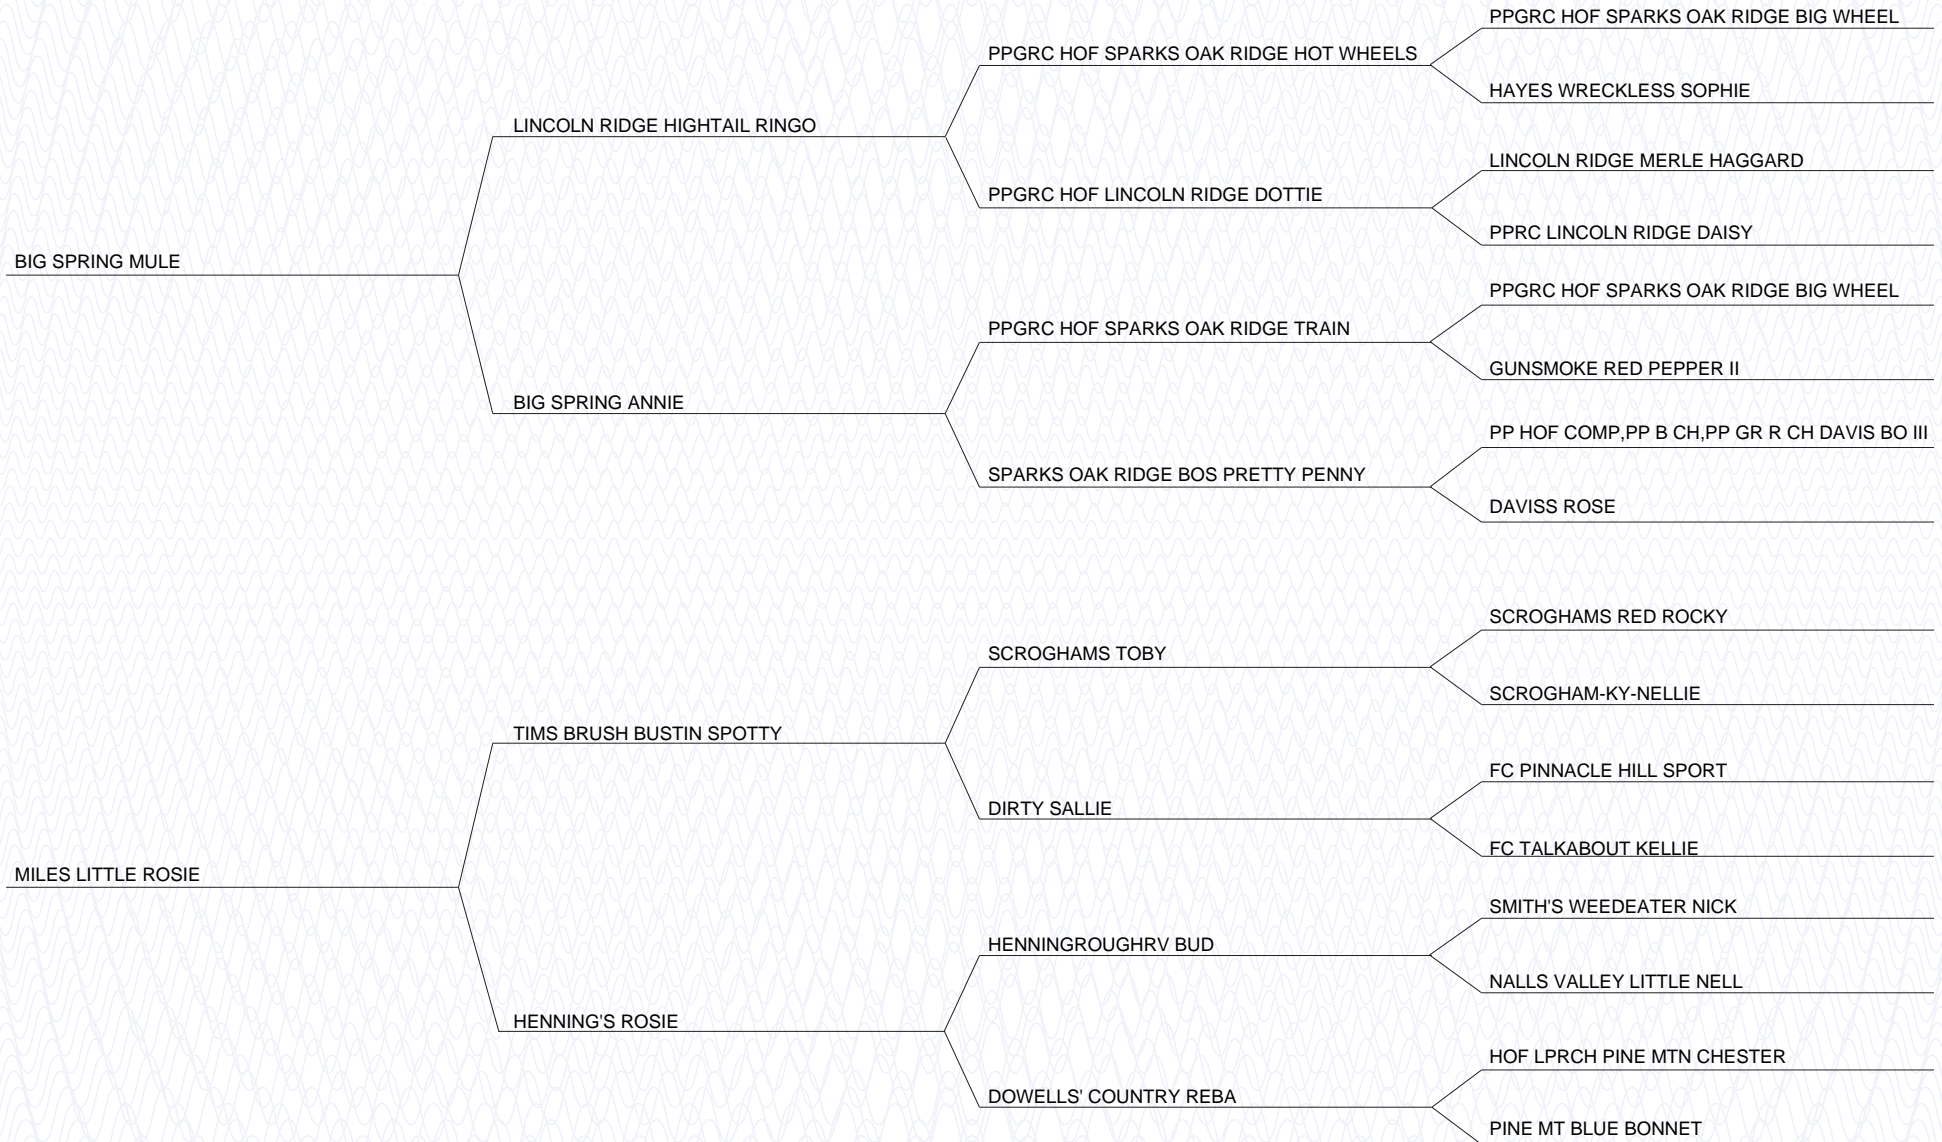 PPGRC HOF SPARKS OAK RIDGE BIG WHEEL
PPGRC HOF SPARKS OAK RIDGE HOT WHEELS
HAYES WRECKLESS SOPHIE
LINCOLN RIDGE HIGHTAIL RINGO
LINCOLN RIDGE MERLE HAGGARD
PPGRC HOF LINCOLN RIDGE DOTTIE
PPRC LINCOLN RIDGE DAISY
BIG SPRING MULE
PPGRC HOF SPARKS OAK RIDGE BIG WHEEL
PPGRC HOF SPARKS OAK RIDGE TRAIN
GUNSMOKE RED PEPPER II
BIG SPRING ANNIE
PP HOF COMP,PP B CH,PP GR R CH DAVIS BO III
SPARKS OAK RIDGE BOS PRETTY PENNY
DAVISS ROSE
SCROGHAMS RED ROCKY
SCROGHAMS TOBY
SCROGHAM-KY-NELLIE
TIMS BRUSH BUSTIN SPOTTY
FC PINNACLE HILL SPORT
DIRTY SALLIE
FC TALKABOUT KELLIE
MILES LITTLE ROSIE
SMITH'S WEEDEATER NICK
HENNINGROUGHRV BUD
NALLS VALLEY LITTLE NELL
HENNING'S ROSIE
HOF LPRCH PINE MTN CHESTER
DOWELLS' COUNTRY REBA
PINE MT BLUE BONNET